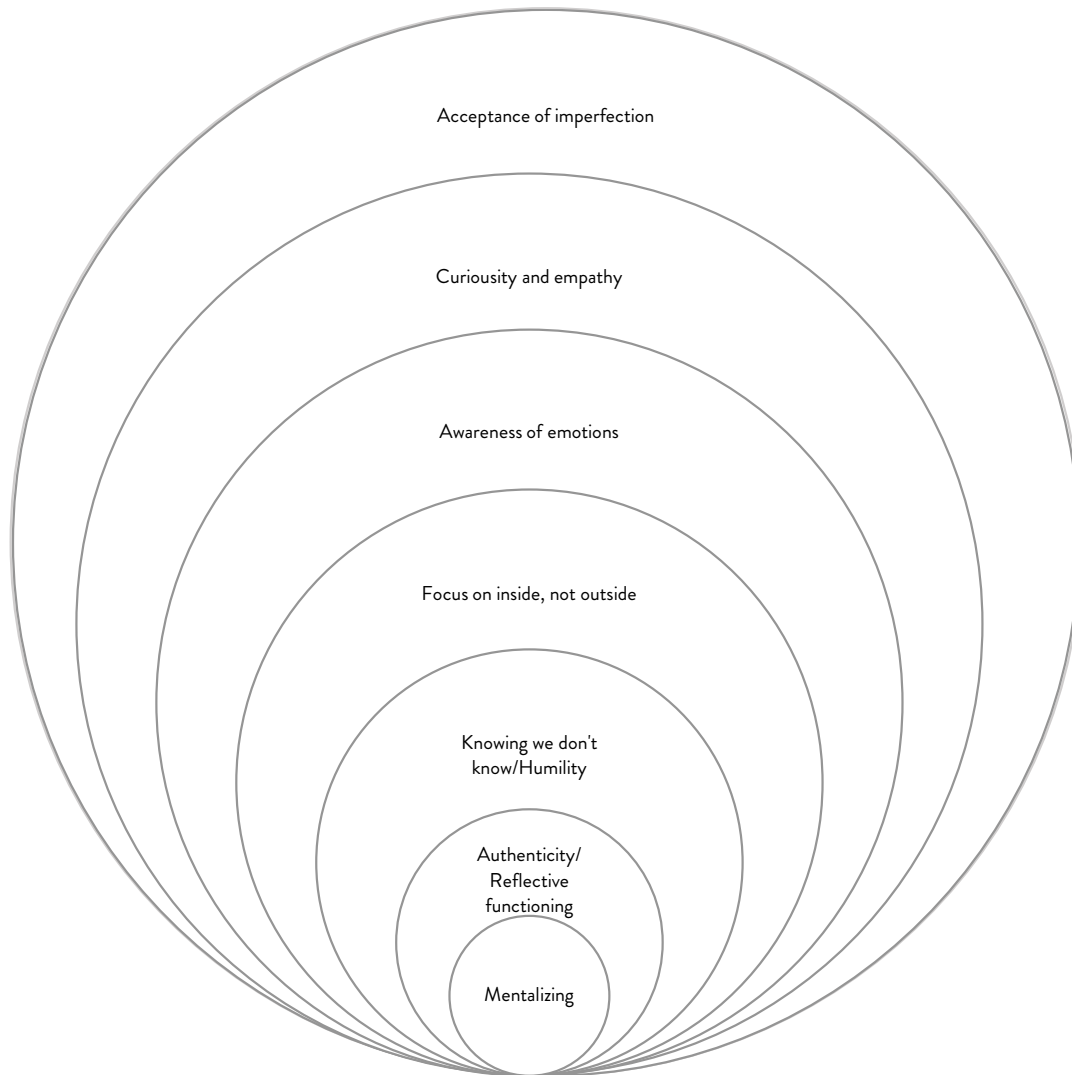 Acceptance of imperfection
Curiousity and empathy
Awareness of emotions
Focus on inside, not outside
Knowing we don't
know/Humility
Authenticity/
Reflective
functioning
Mentalizing